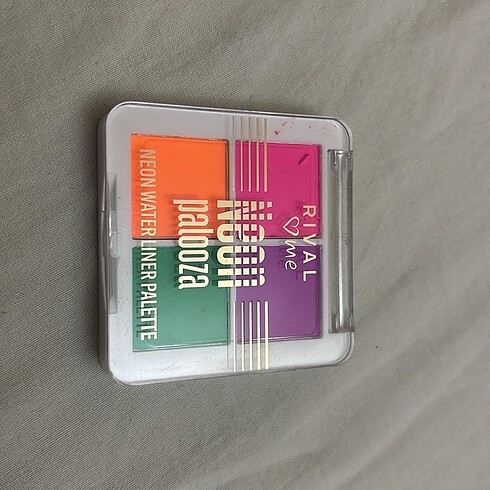 RIVAL
♡me
NEON
palooza
NEON WATER LINER PALETTE